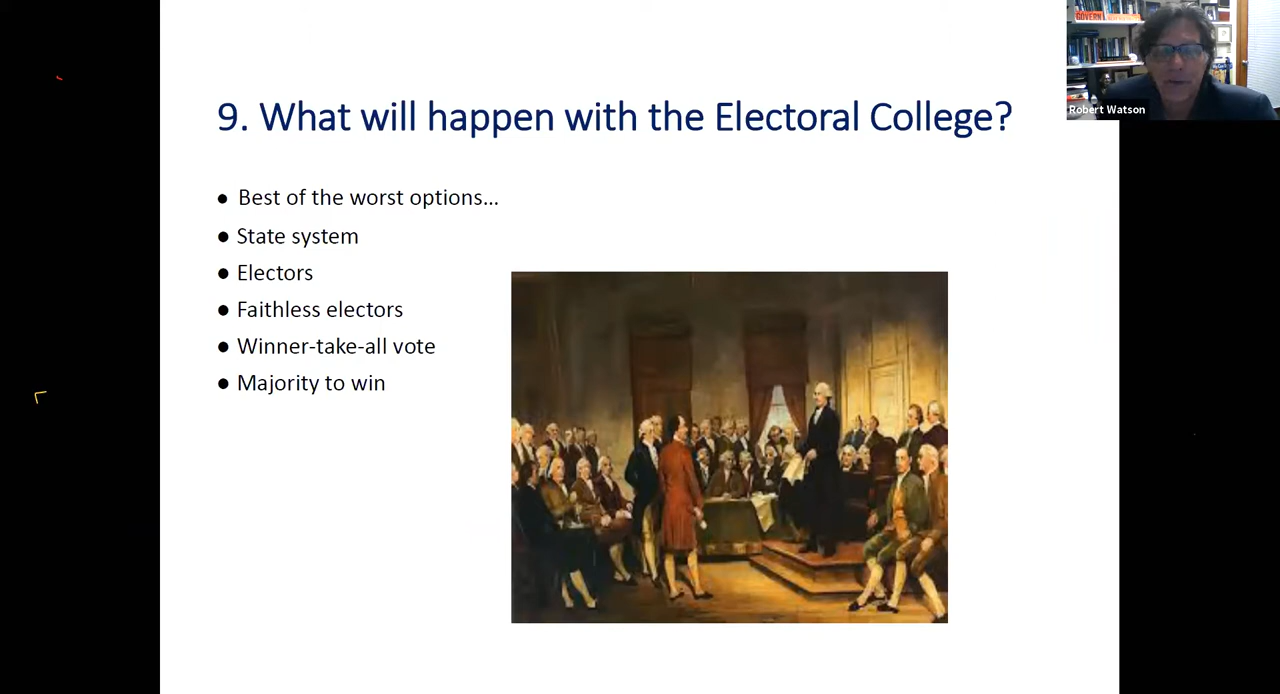 GOVERN
Robert Watson
9. What will happen with the Electoral College?
● Best of the worst options...
● State system
● Electors
● Faithless electors
● Winner-take-all vote
● Majority to win